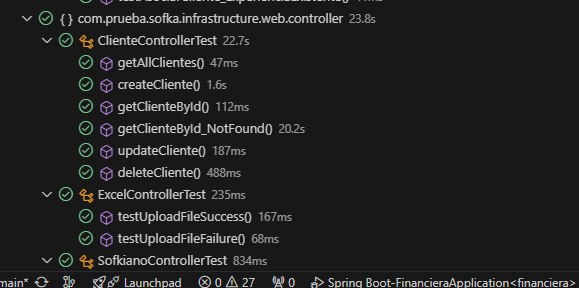 { } com.prueba.sofka.infrastructure.web.controller 23.8s
ClienteControllerTest 22.7s
getAllClientes() 47ms
createCliente() 1.6s
getClienteById() 112ms
getClienteById_NotFound() 20.2s
updateCliente() 187ms
deleteCliente() 488ms
ExcelControllerTest 235ms
testUploadFileSuccess() 167ms
testUploadFileFailure() 68ms
SofkianoControllerTest 834ms
main* Launchpad 0 27 0 Spring Boot-FinancieraApplication<financiera>